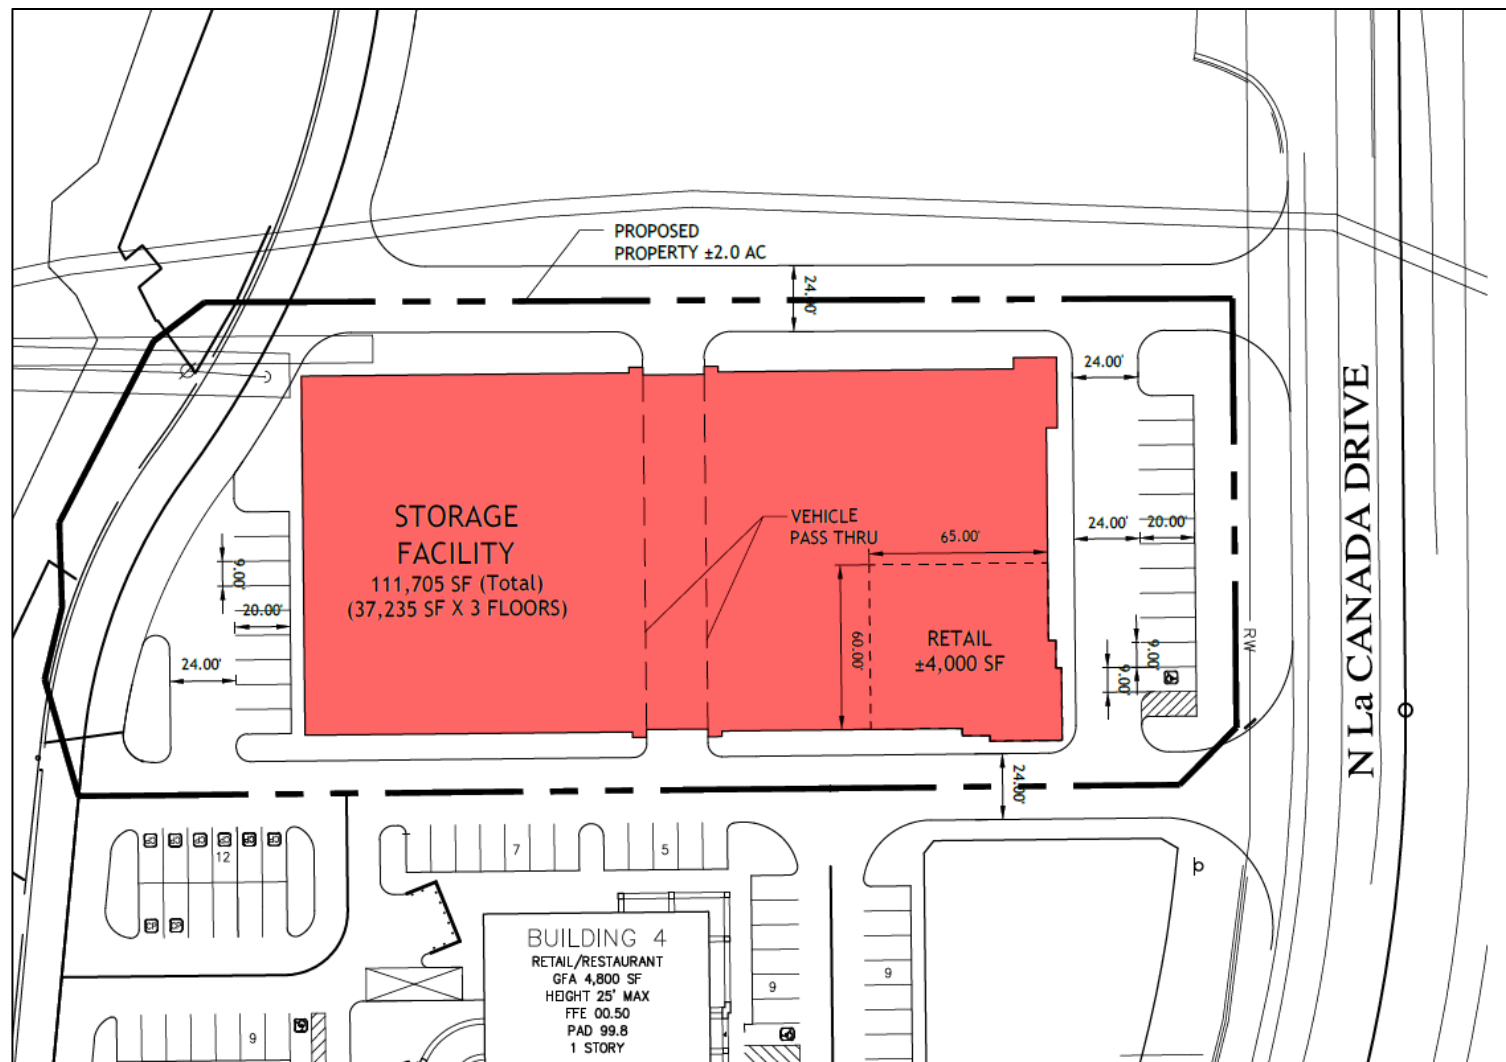 PROPOSED
PROPERTY ±2.0 AC
24.00'
24.00'
N La CANADA DRIVE
STORAGE
FACILITY
111,705 SF (Total)
(37,235 SF X 3 FLOORS)
VEHICLE
PASS THRU
65.00'
24.00'
20.00'
9.00'
20.00'
24.00'
60.00'
RETAIL
±4,000 SF
9.00'
9.00'
RW
24.00'
12
7
5
BUILDING 4
RETAIL/RESTAURANT
GFA 4,800 SF
HEIGHT 25' MAX
FFE 00.50
PAD 99.8
1 STORY
9
9
9